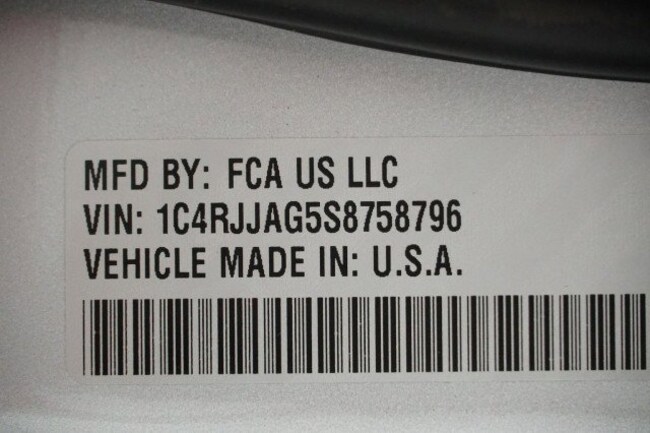 MFD BY: FCA US LLC
VIN: 1C4RJJAG5S8758796
VEHICLE MADE IN: U.S.A.